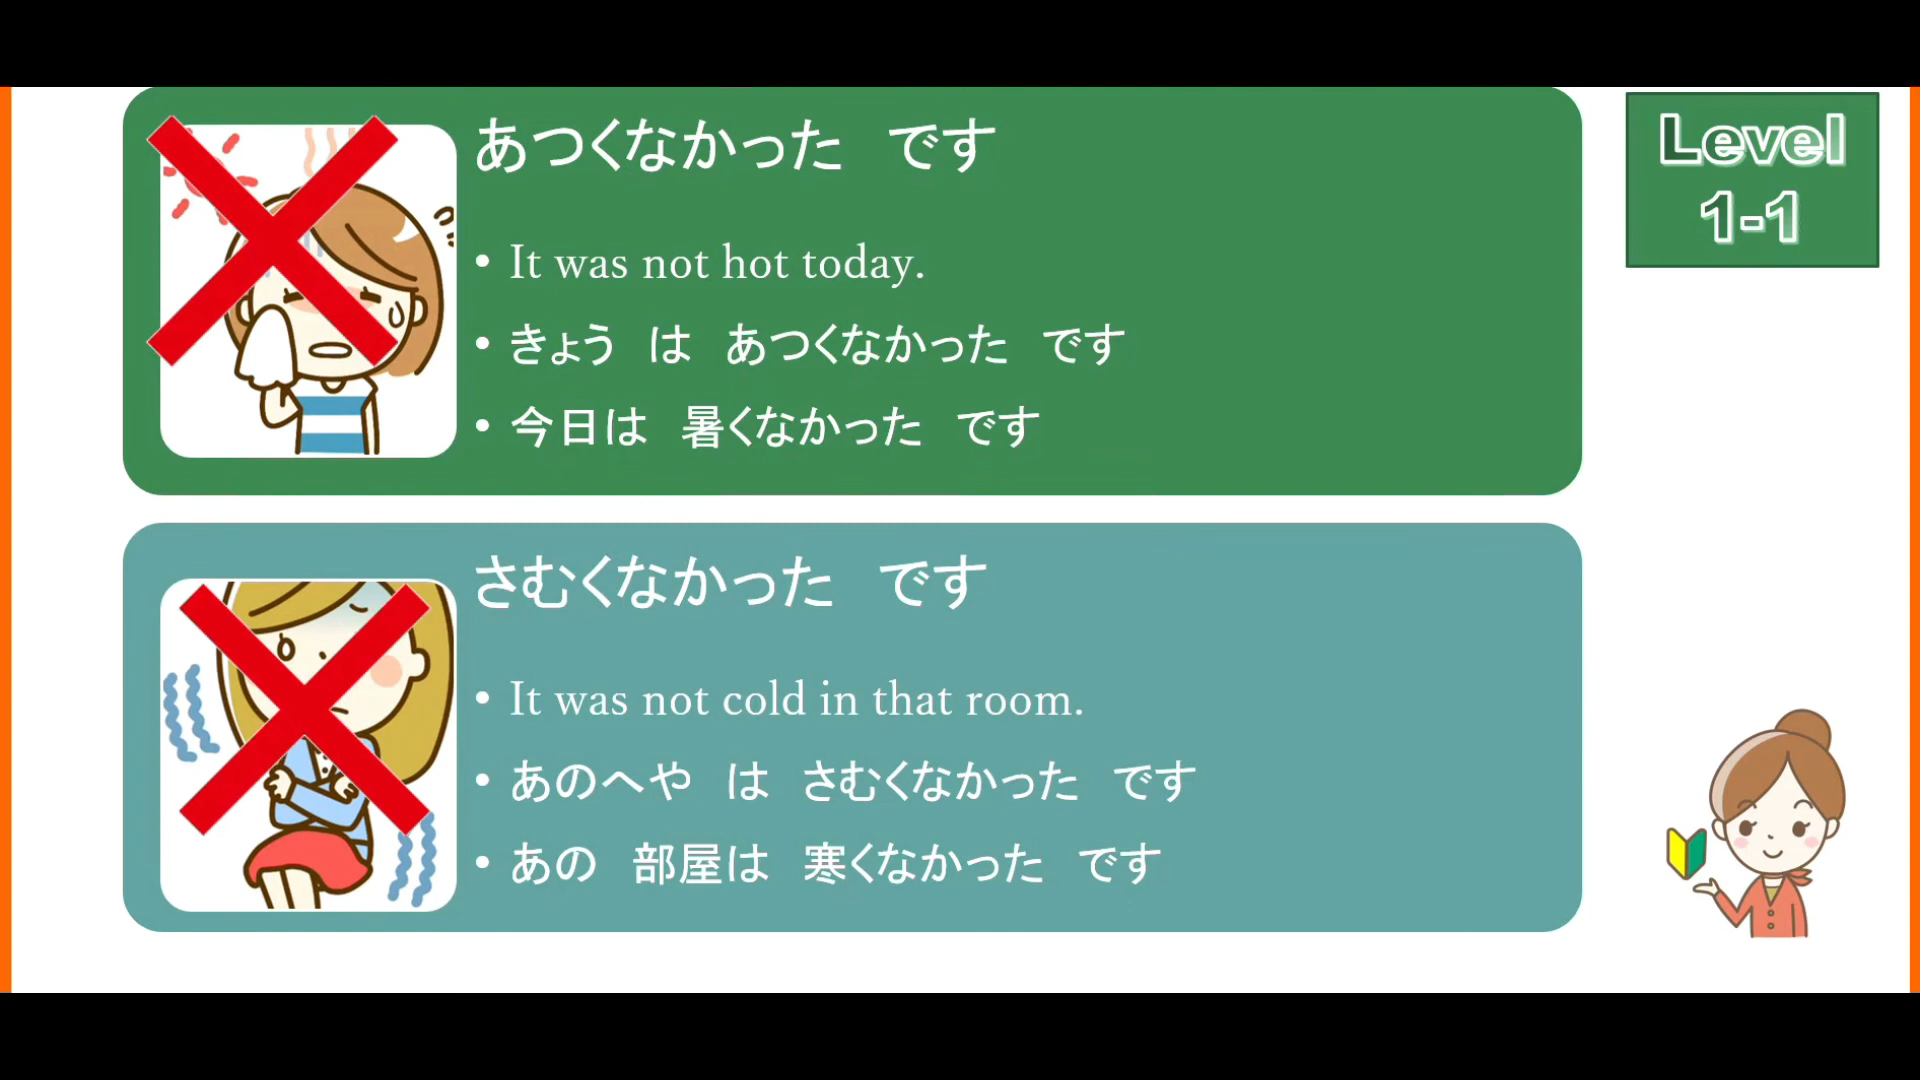 あつくなかった　です
• It was not hot today.
• きょう　は　あつくなかった　です
• 今日は　暑くなかった　です
Level
1-1
さむくなかった　です
• It was not cold in that room.
• あのへや　は　さむくなかった　です
• あの　部屋は　寒くなかった　です